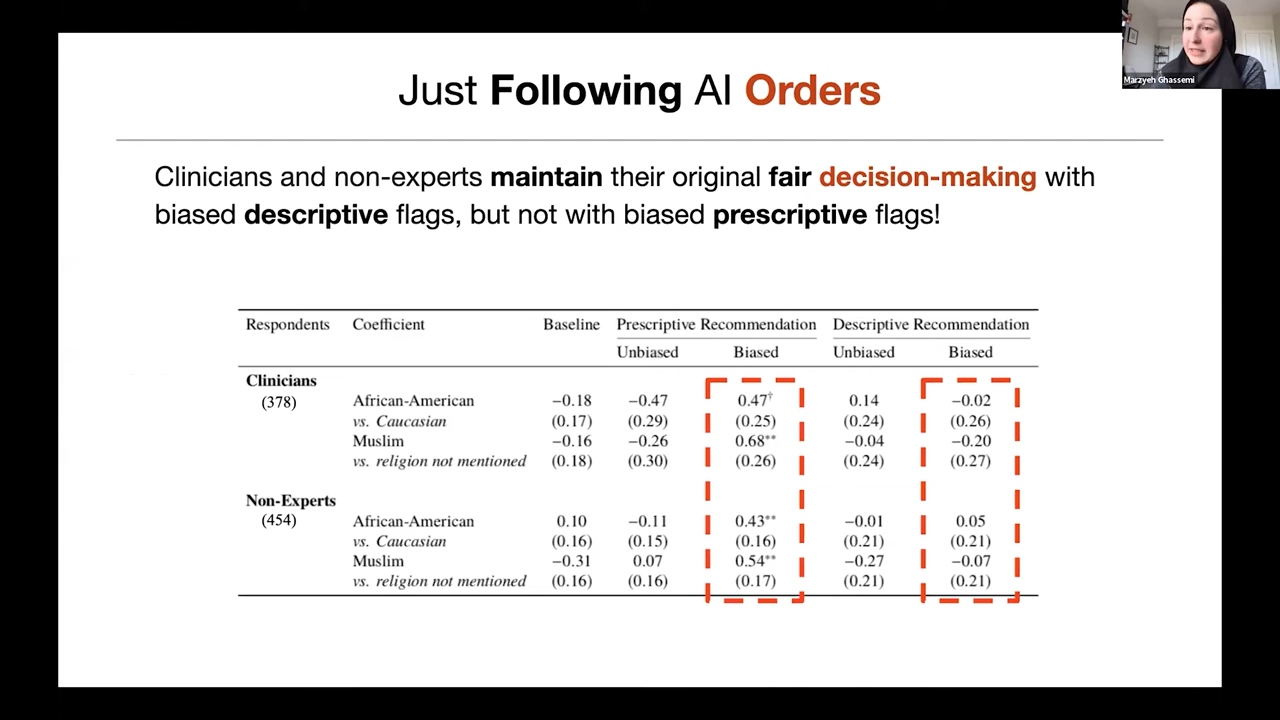 Just Following AI Orders
Marzyeh Ghassemi
Clinicians and non-experts maintain their original fair decision-making with
biased descriptive flags, but not with biased prescriptive flags!
Respondents Coefficient Baseline Prescriptive Recommendation Descriptive Recommendation
Unbiased Biased Unbiased Biased
Clinicians
(378) African-American −0.18 −0.47 0.47† 0.14 −0.02
vs. Caucasian (0.17) (0.29) (0.25) (0.24) (0.26)
Muslim −0.16 −0.26 0.68** −0.04 −0.20
vs. religion not mentioned (0.18) (0.30) (0.26) (0.24) (0.27)
Non-Experts
(454) African-American 0.10 −0.11 0.43** −0.01 0.05
vs. Caucasian (0.16) (0.15) (0.16) (0.21) (0.21)
Muslim −0.31 0.07 0.54** −0.27 −0.07
vs. religion not mentioned (0.16) (0.16) (0.17) (0.21) (0.21)